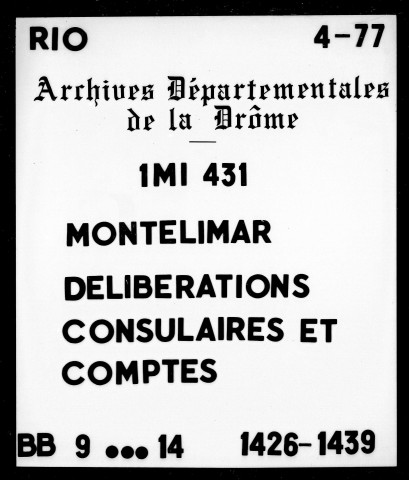 RIO 4-77
Archives Départementales
de la Drôme
1MI 431
MONTELIMAR
DELIBERATIONS
CONSULAIRES ET
COMPTES
BB 9 ... 14 1426-1439